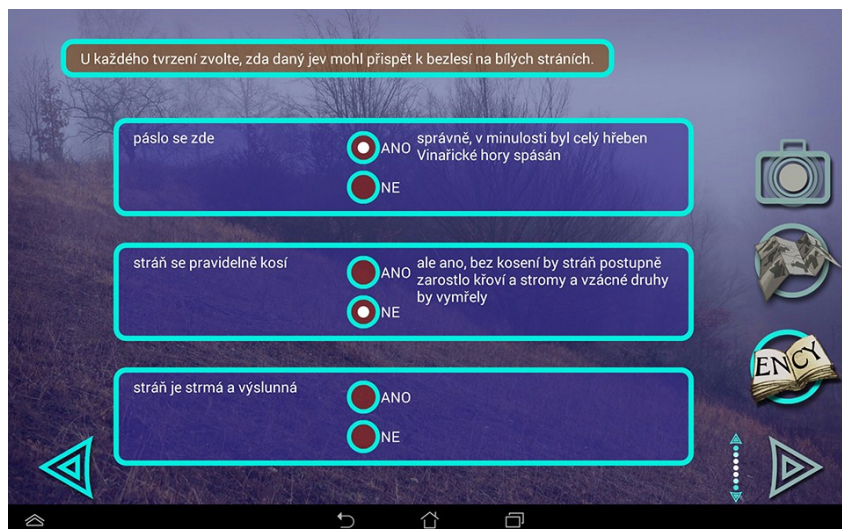 U každého tvrzení zvolte, zda daný jev mohl přispět k bezlesí na bílých stráních.
páslo se zde
ANO
správně, v minulosti byl celý hřeben
Vinařické hory spásán
NE
stráň se pravidelně kosí
ANO
ale ano, bez kosení by stráň postupně
zarostlo křoví a stromy a vzácné druhy
by vymřely
NE
stráň je strmá a výslunná
ANO
NE
ENCY